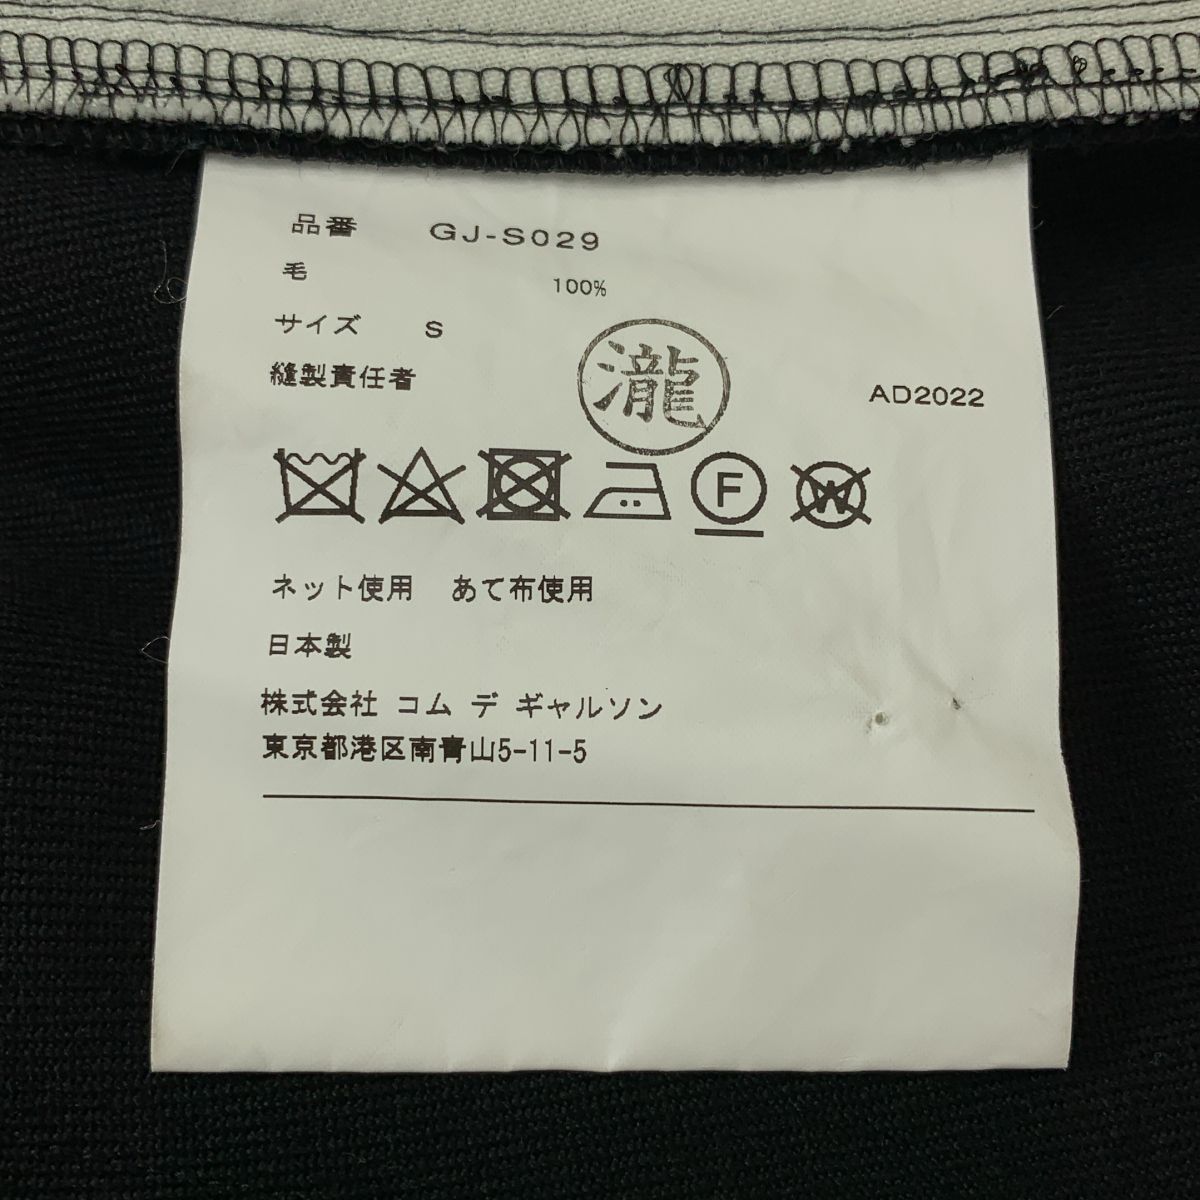 品番 GJ-S029
毛 100%
サイズ S
縫製責任者 瀧 AD2022
F W
ネット使用 あて布使用
日本製
株式会社 コム デ ギャルソン
東京都港区南青山5-11-5